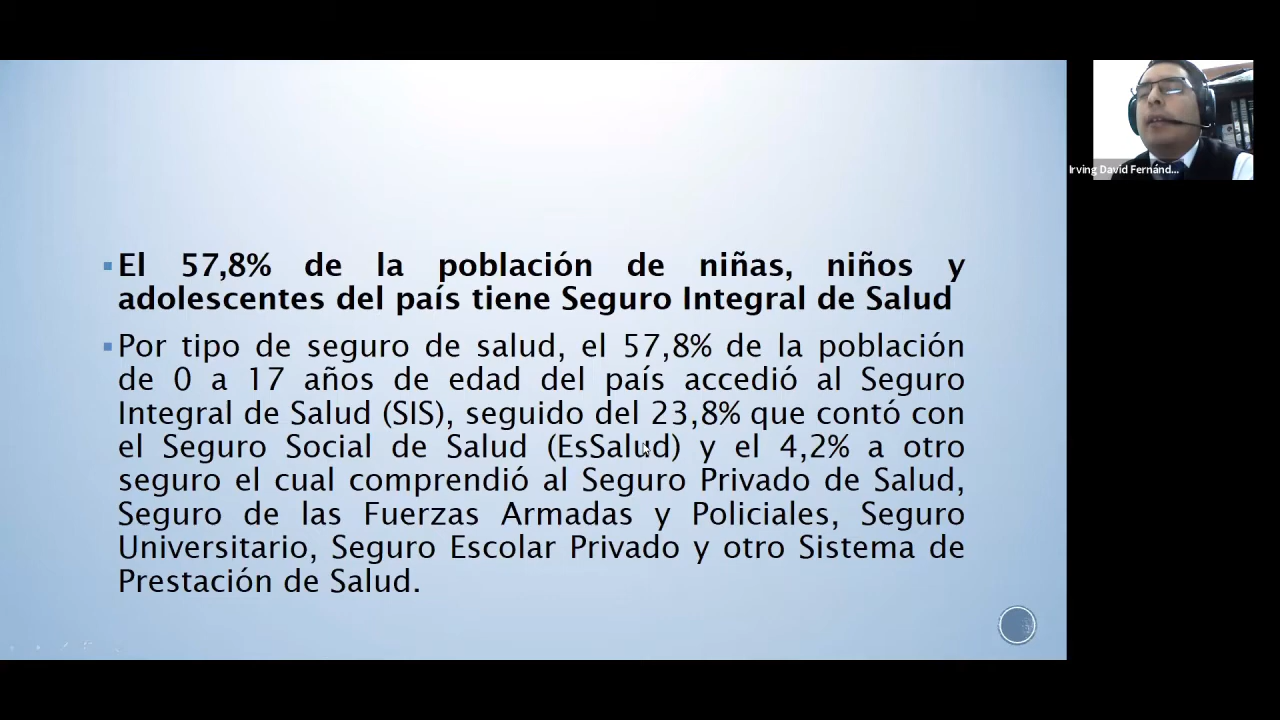 El 57,8% de la población de niñas, niños y
adolescentes del país tiene Seguro Integral de Salud
Por tipo de seguro de salud, el 57,8% de la población
de 0 a 17 años de edad del país accedió al Seguro
Integral de Salud (SIS), seguido del 23,8% que contó con
el Seguro Social de Salud (EsSalud) y el 4,2% a otro
seguro el cual comprendió al Seguro Privado de Salud,
Seguro de las Fuerzas Armadas y Policiales, Seguro
Universitario, Seguro Escolar Privado y otro Sistema de
Prestación de Salud.
Irving David Fernánd...